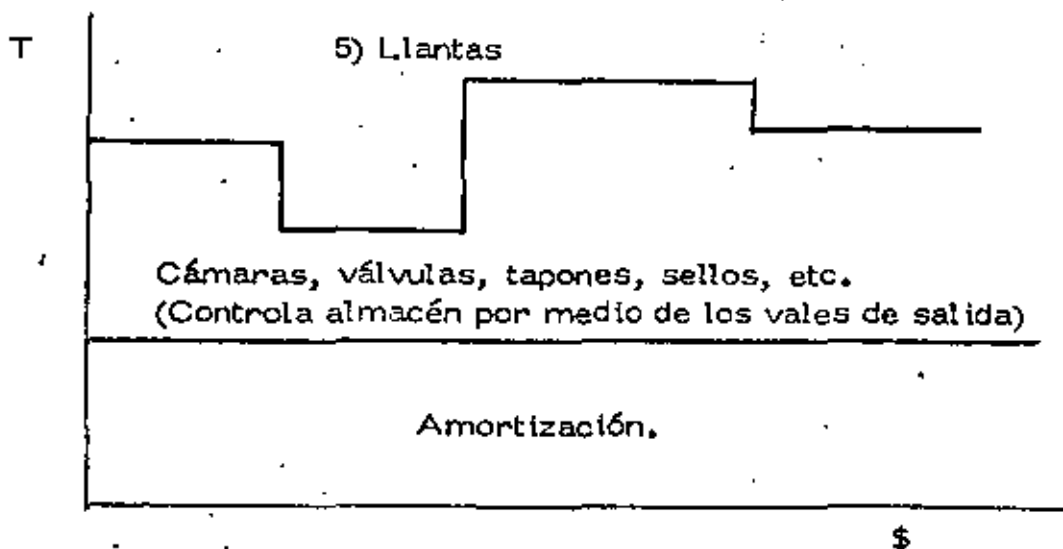 T
5) Llantas
Cámaras, válvulas, tapones, sellos, etc.
(Controla almacén por medio de los vales de salida)
Amortización.
$